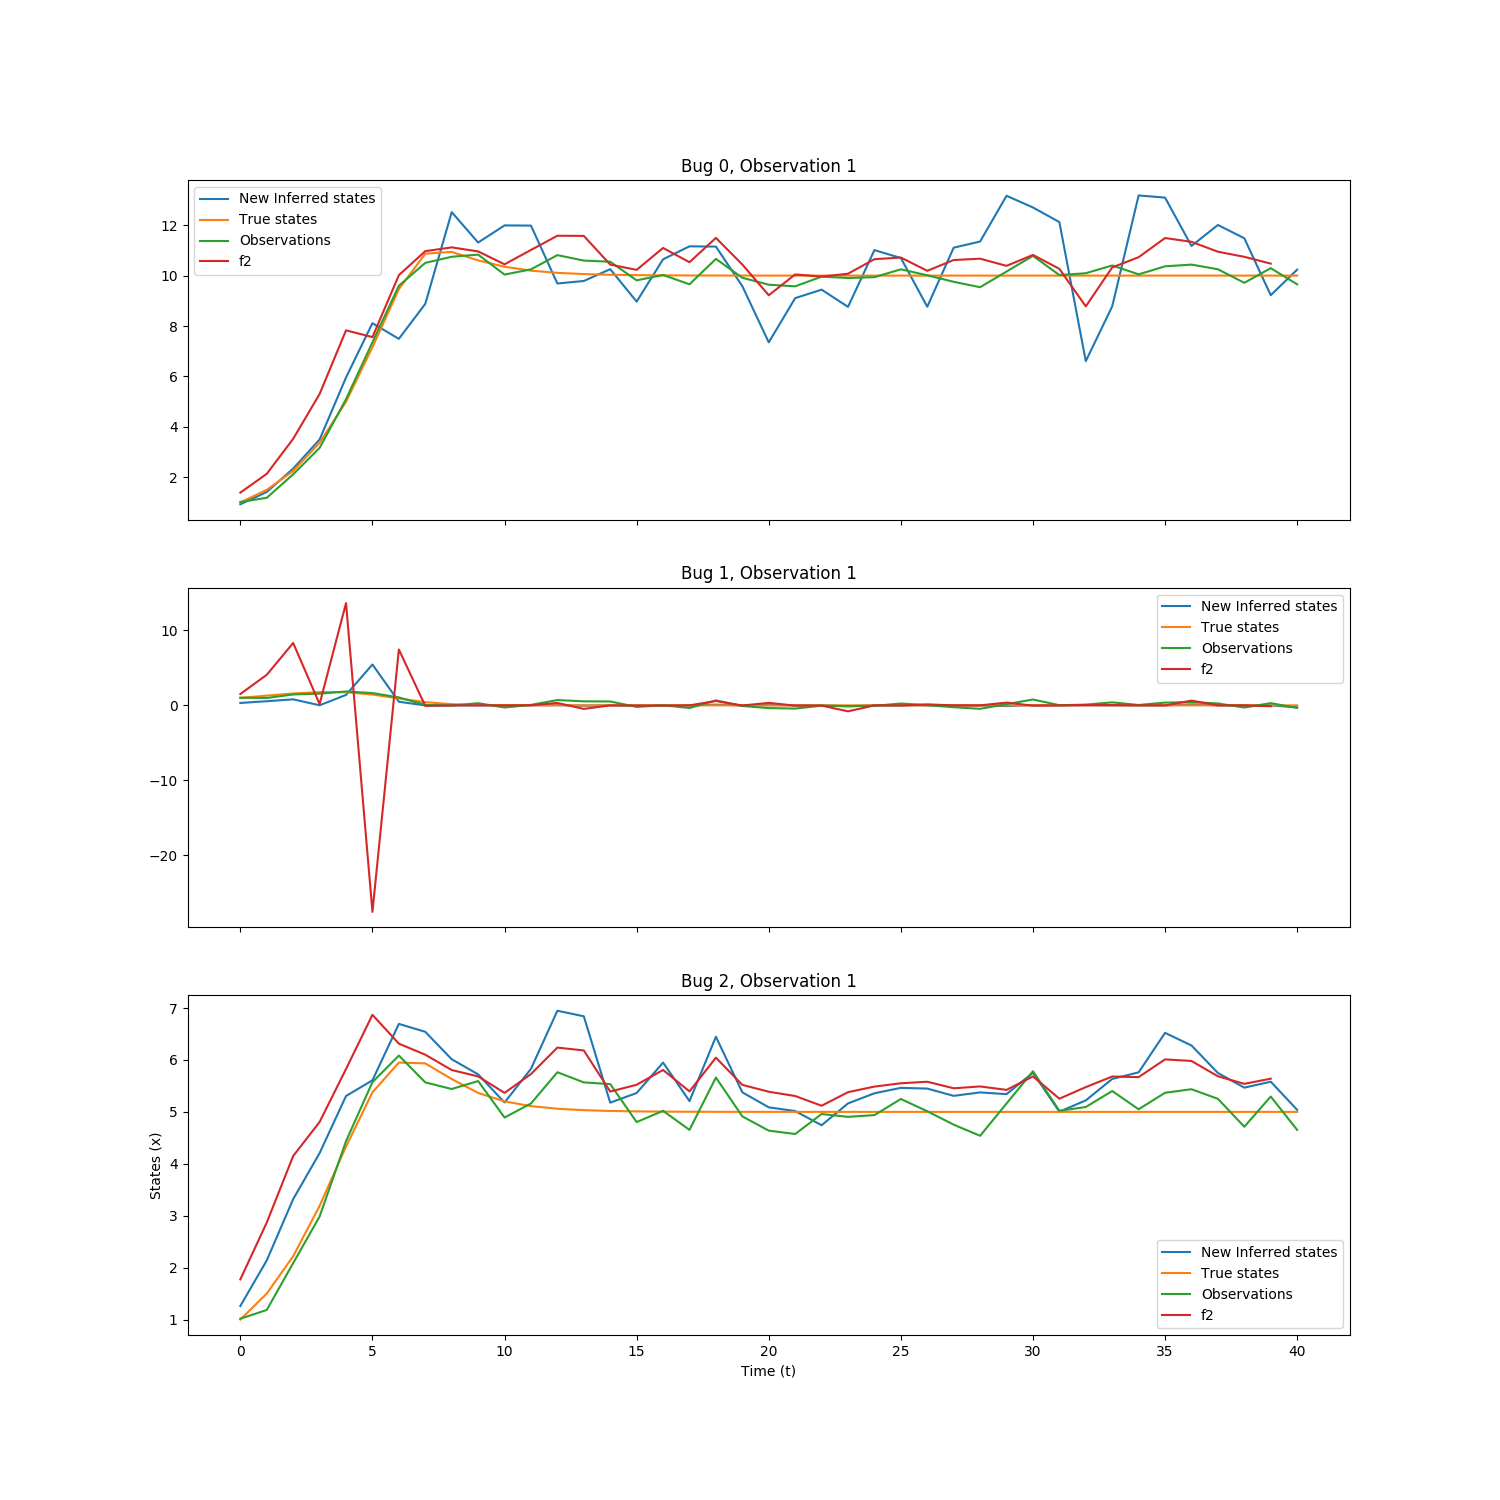 Bug 0, Observation 1
New Inferred states
True states
Observations
f2
12
10
8
6
4
2
Bug 1, Observation 1
New Inferred states
True states
Observations
f2
10
0
−10
−20
Bug 2, Observation 1
7
6
5
4
3
2
1
States (x)
New Inferred states
True states
Observations
f2
0 5 10 15 20 25 30 35 40
Time (t)